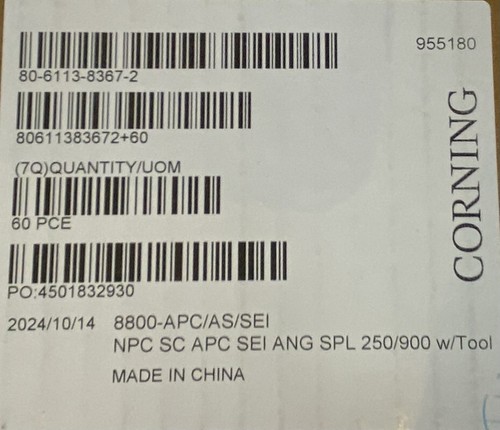 955180
80-6113-8367-2
80611383672+60
(7Q)QUANTITY/UOM
60 PCE
PO:4501832930
2024/10/14 8800-APC/AS/SEI
NPC SC APC SEI ANG SPL 250/900 w/Tool
MADE IN CHINA
CORNING